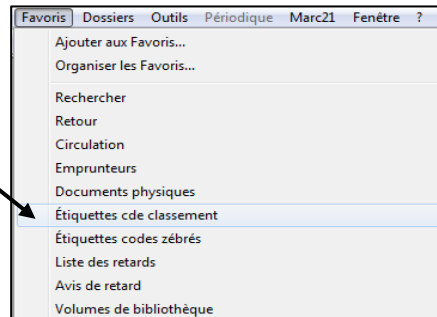 Favoris Dossiers Outils Périodique Marc21 Fenêtre ?
Ajouter aux Favoris...
Organiser les Favoris...
Rechercher
Retour
Circulation
Emprunteurs
Documents physiques
Étiquettes cde classement
Étiquettes codes zébrés
Liste des retards
Avis de retard
Volumes de bibliothèque